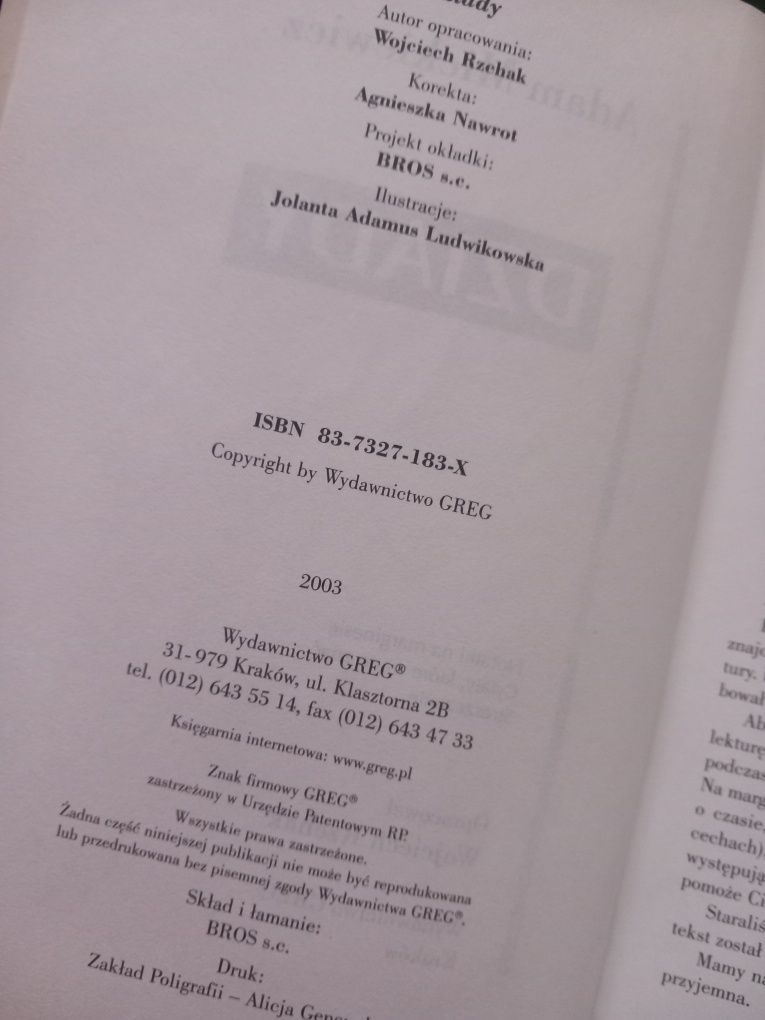 Autor opracowania:
Wojciech Rzehak
Korekta:
Agnieszka Nawrot
Projekt okładki:
BROS s.c.
Ilustracje:
Jolanta Adamus Ludwikowska
ISBN 83-7327-183-X
Copyright by Wydawnictwo GREG
2003
Wydawnictwo GREG®
31-979 Kraków, ul. Klasztorna 2B
tel. (012) 643 55 14, fax (012) 643 47 33
Księgarnia internetowa: www.greg.pl
Znak firmowy GREG®
zastrzeżony w Urzędzie Patentowym RP.
Wszystkie prawa zastrzeżone.
Żadna część niniejszej publikacji nie może być reprodukowana
lub przedrukowana bez pisemnej zgody Wydawnictwa GREG®.
Skład i łamanie:
BROS s.c.
Druk:
Zakład Poligrafii – Alicja
znajd
tury.
bował
Ab
lekturę
podczas
Na marg
o czasie,
cechach)
występują
pomoże Ci
Staraliś
tekst został
Mamy na
przyjemna.